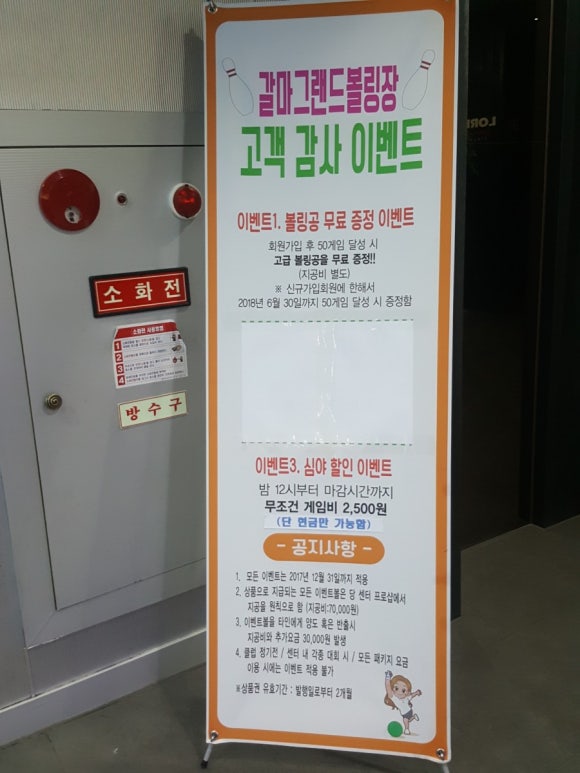 갈마그랜드볼링장
고객 감사 이벤트
이벤트1. 볼링공 무료 증정 이벤트
회원가입 후 50게임 달성 시
고급 볼링공을 무료 증정!!
(지공비 별도)
※ 신규가입회원에 한해서
2018년 6월 30일까지 50게임 달성 시 증정함
이벤트3. 심야 할인 이벤트
밤 12시부터 마감시간까지
무조건 게임비 2,500원
(단 현금만 가능함)
- 공지사항 -
1. 모든 이벤트는 2017년 12월 31일까지 적용
2. 상품으로 지급되는 모든 이벤트볼은 당 센터 프로샵에서
지공을 원칙으로 함 (지공비:70,000원)
3. 이벤트볼을 타인에게 양도 혹은 반출시
지공비와 추가요금 30,000원 발생
4. 클럽 정기전 / 센터 내 각종 대회 시 / 모든 패키지 요금
이용 시에는 이벤트 적용 불가
※상품권 유효기간 : 발행일로부터 2개월
소화전
소화전 사용방법
1
2
3
4
방수구
LORE